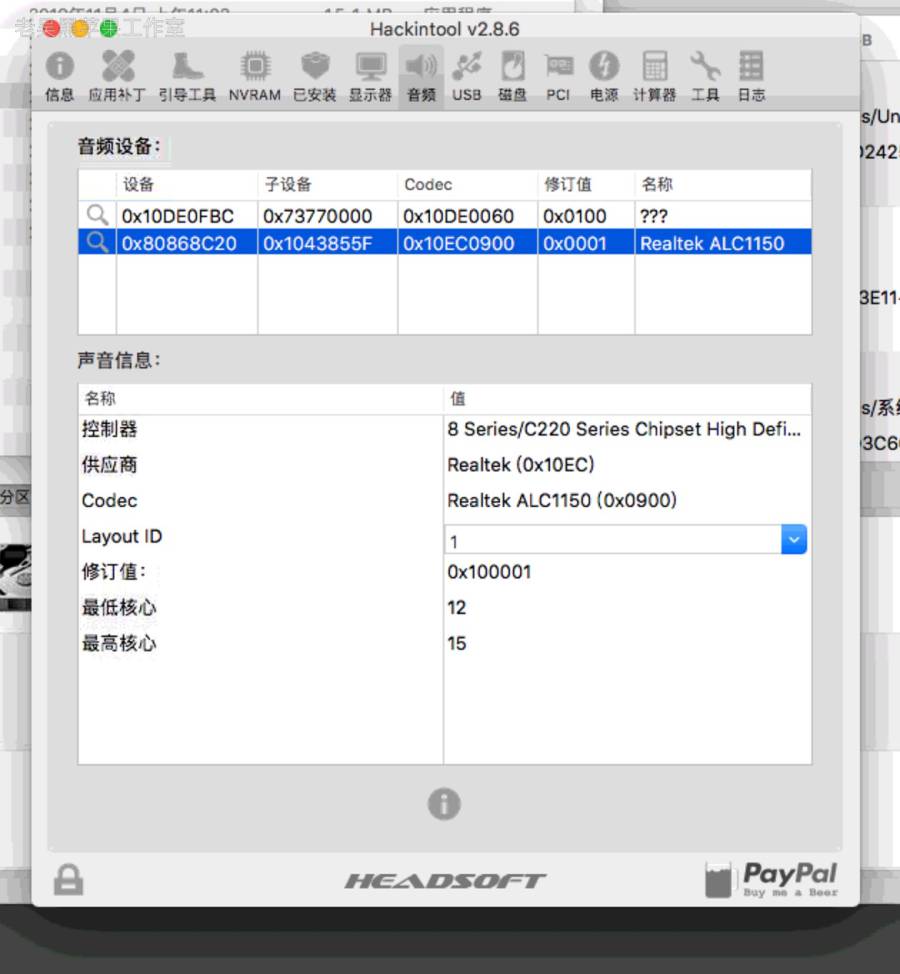 Hackintool v2.8.6
信息 应用补丁 引导工具 NVRAM 已安装 显示器 音频 USB 磁盘 PCI 电源 计算器 工具 日志
音频设备：
设备 子设备 Codec 修订值 名称
0x10DE0FBC 0x73770000 0x10DE0060 0x0100 ???
0x80868C20 0x1043855F 0x10EC0900 0x0001 Realtek ALC1150
声音信息：
名称 值
控制器 8 Series/C220 Series Chipset High Defi...
供应商 Realtek (0x10EC)
Codec Realtek ALC1150 (0x0900)
Layout ID 1
修订值： 0x100001
最低核心 12
最高核心 15
HEADSOFT
PayPal
Buy me a Beer
分区
B
s/Un
0242
3E11-
s/系统
3C6